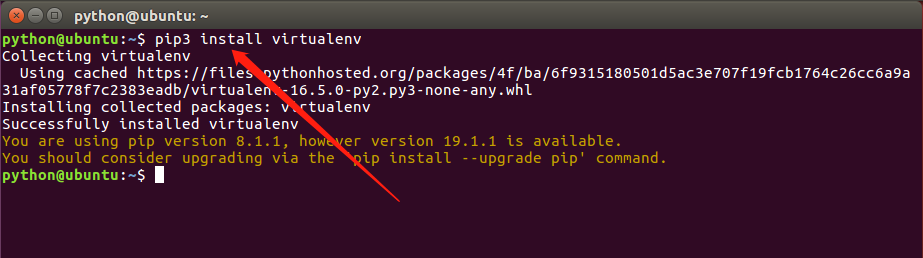 python@ubuntu: ~
python@ubuntu:~$ pip3 install virtualenv
Collecting virtualenv
  Using cached https://files.pythonhosted.org/packages/4f/ba/6f9315180501d5ac3e707f19fcb1764c26cc6a9a
31af05778f7c2383eadb/virtualenv-16.5.0-py2.py3-none-any.whl
Installing collected packages: virtualenv
Successfully installed virtualenv
You are using pip version 8.1.1, however version 19.1.1 is available.
You should consider upgrading via the 'pip install --upgrade pip' command.
python@ubuntu:~$